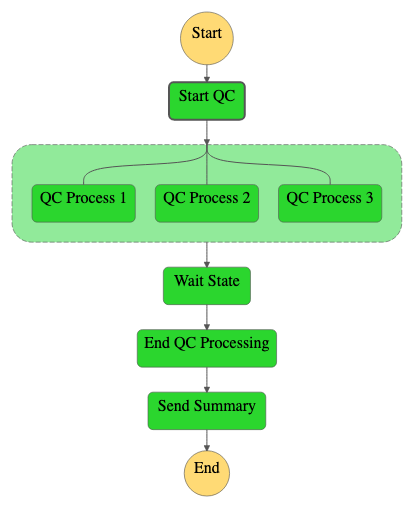 Start
Start QC
QC Process 1
QC Process 2
QC Process 3
Wait State
End QC Processing
Send Summary
End